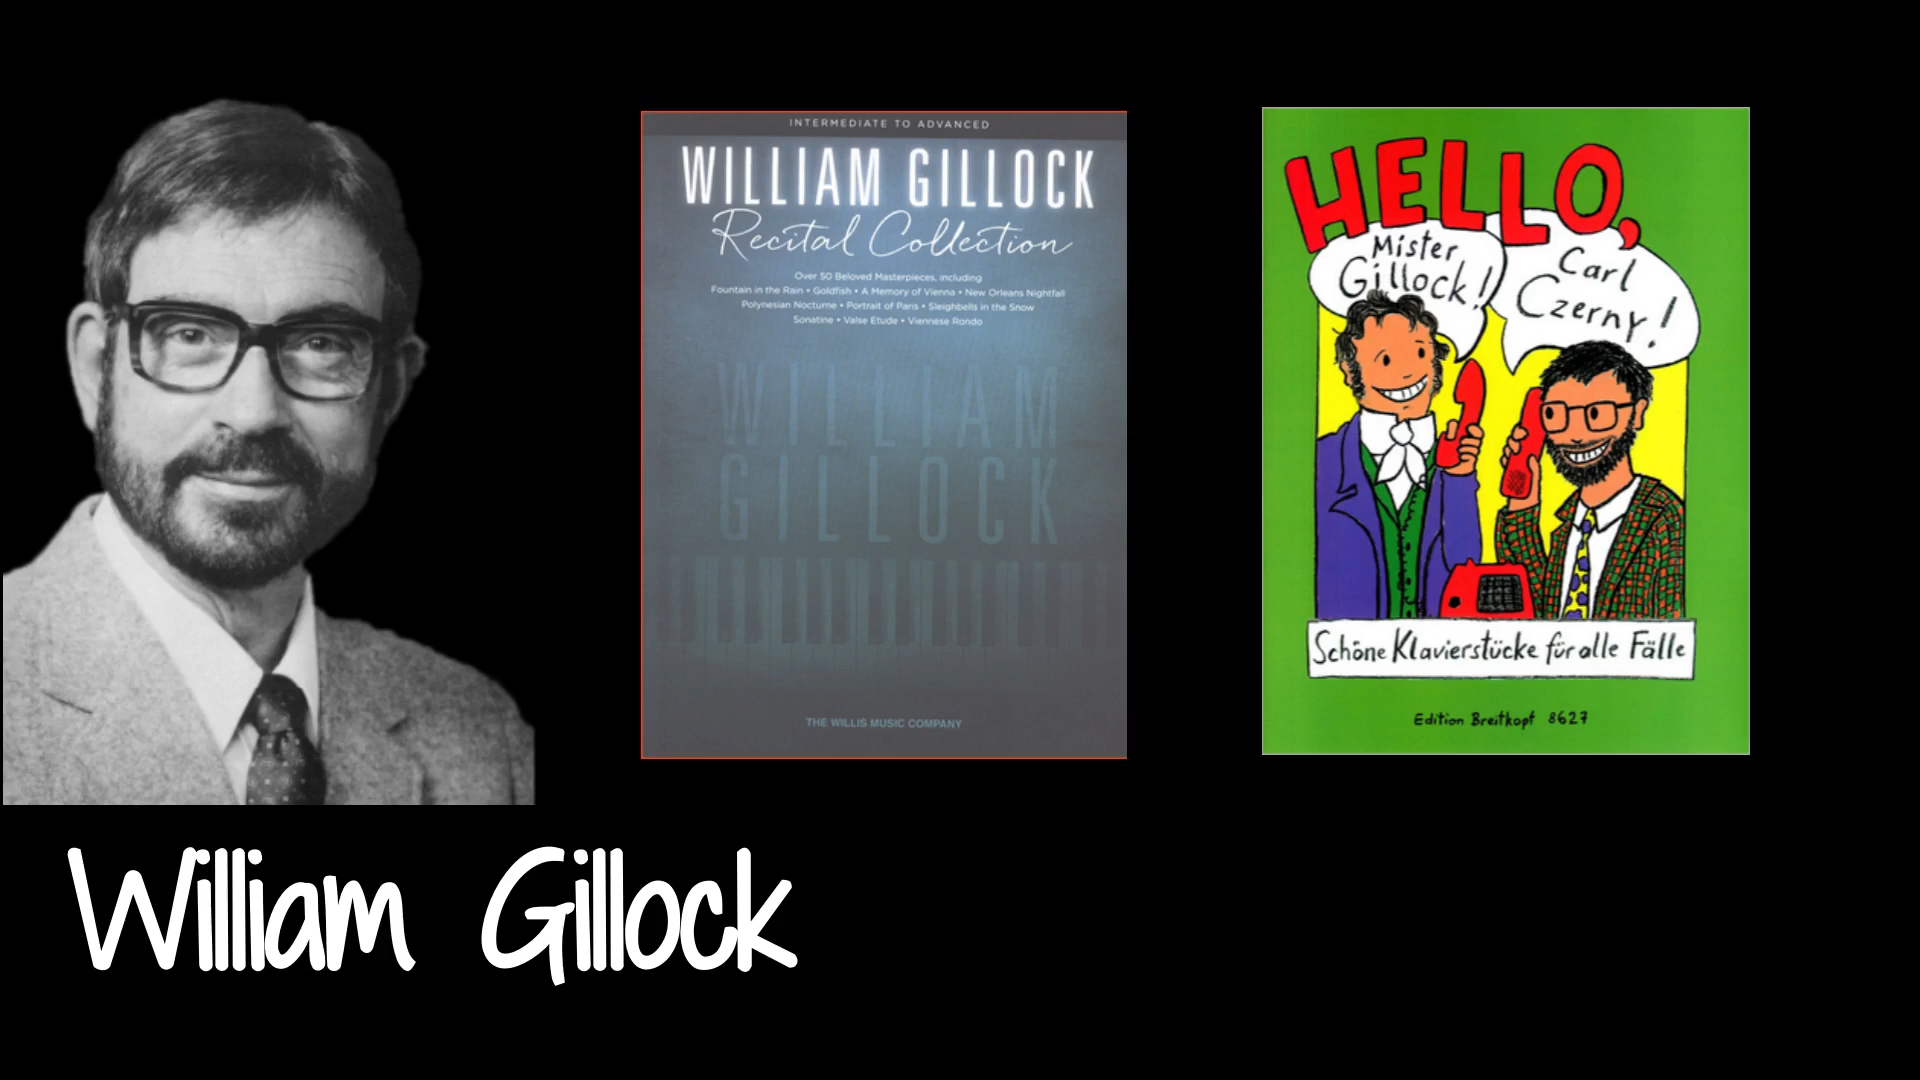 INTERMEDIATE TO ADVANCED
WILLIAM GILLOCK
Recital Collection
Over 50 Beloved Masterpieces, including
Fountain in the Rain • Goldfish • A Memory of Vienna • New Orleans Nightfall
Polynesian Nocturne • Portrait of Paris • Sleighbells in the Snow
Sonatine • Valse Etude • Viennese Rondo
WILLIAM
GILLOCK
THE WILLIS MUSIC COMPANY
HELLO,
Mister
Gillock!
Carl
Czerny!
Schöne Klavierstücke für alle Fälle
Edition Breitkopf 8627
William Gillock